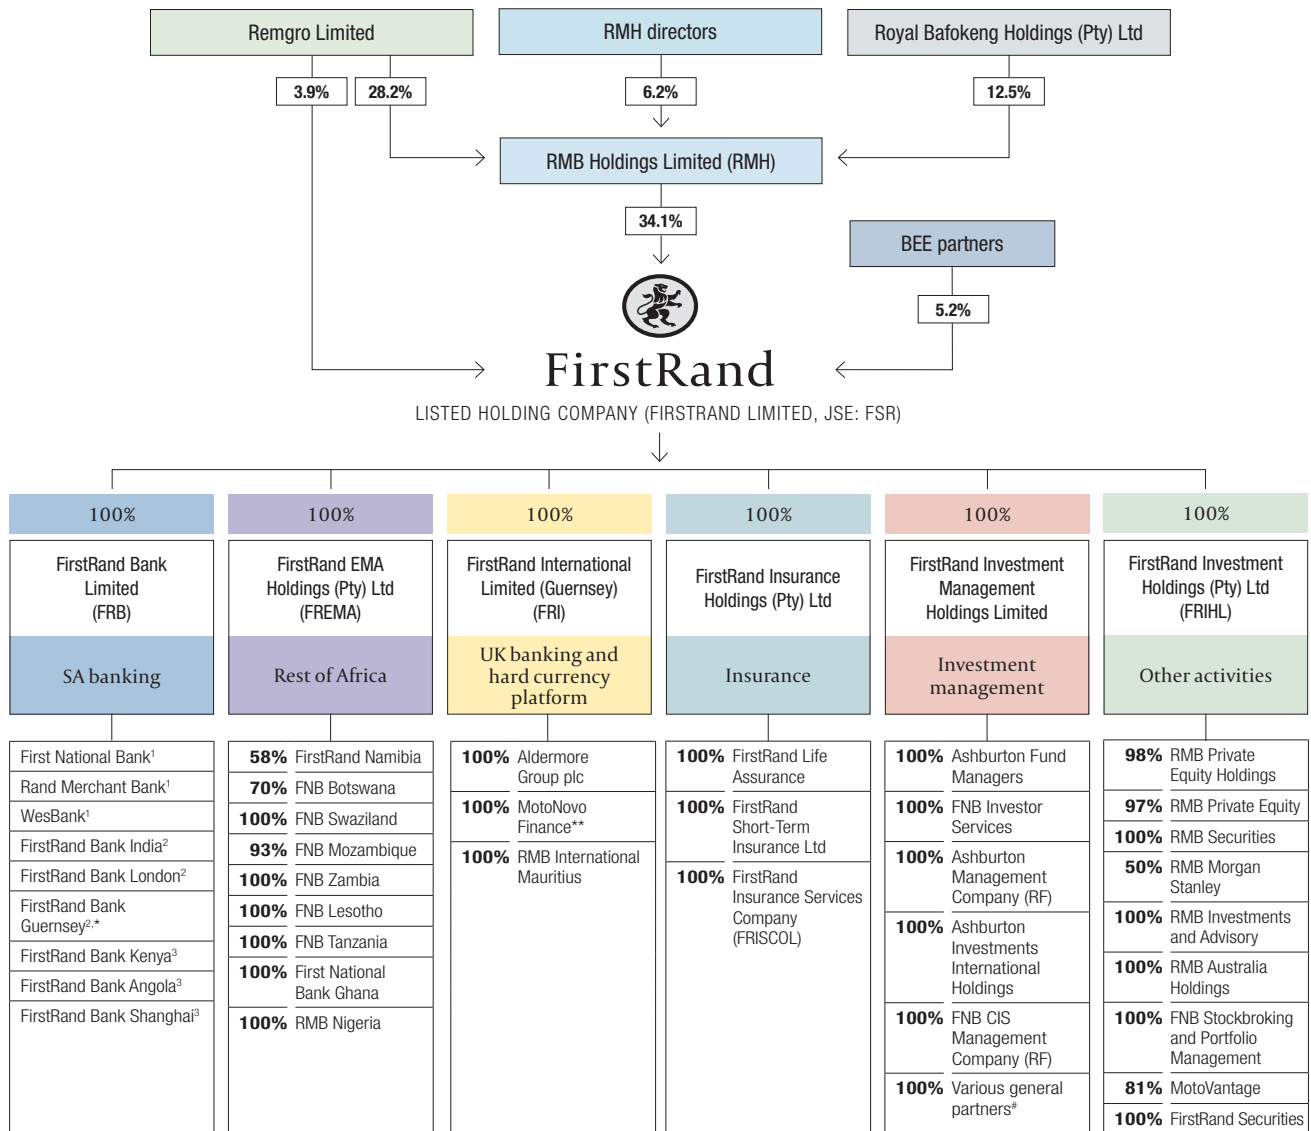 Remgro Limited
RMH directors
Royal Bafokeng Holdings (Pty) Ltd
3.9%
28.2%
6.2%
12.5%
RMB Holdings Limited (RMH)
34.1%
BEE partners
5.2%
FirstRand
LISTED HOLDING COMPANY (FIRSTRAND LIMITED, JSE: FSR)
100%
FirstRand Bank
Limited
(FRB)
SA banking
First National Bank¹
Rand Merchant Bank¹
WesBank¹
FirstRand Bank India²
FirstRand Bank London²
FirstRand Bank
Guernsey²,*
FirstRand Bank Kenya³
FirstRand Bank Angola³
FirstRand Bank Shanghai³
100%
FirstRand EMA
Holdings (Pty) Ltd
(FREMA)
Rest of Africa
58% FirstRand Namibia
70% FNB Botswana
100% FNB Swaziland
93% FNB Mozambique
100% FNB Zambia
100% FNB Lesotho
100% FNB Tanzania
100% First National
Bank Ghana
100% RMB Nigeria
100%
FirstRand International
Limited (Guernsey)
(FRI)
UK banking and
hard currency
platform
100% Aldermore
Group plc
100% MotoNovo
Finance**
100% RMB International
Mauritius
100%
FirstRand Insurance
Holdings (Pty) Ltd
Insurance
100% FirstRand Life
Assurance
100% FirstRand
Short-Term
Insurance Ltd
100% FirstRand
Insurance Services
Company
(FRISCOL)
100%
FirstRand Investment
Management
Holdings Limited
Investment
management
100% Ashburton Fund
Managers
100% FNB Investor
Services
100% Ashburton
Management
Company (RF)
100% Ashburton
Investments
International
Holdings
100% FNB CIS
Management
Company (RF)
100% Various general
partners#
100%
FirstRand Investment
Holdings (Pty) Ltd
(FRIHL)
Other activities
98% RMB Private
Equity Holdings
97% RMB Private Equity
100% RMB Securities
50% RMB Morgan
Stanley
100% RMB Investments
and Advisory
100% RMB Australia
Holdings
100% FNB Stockbroking
and Portfolio
Management
81% MotoVantage
100% FirstRand Securities